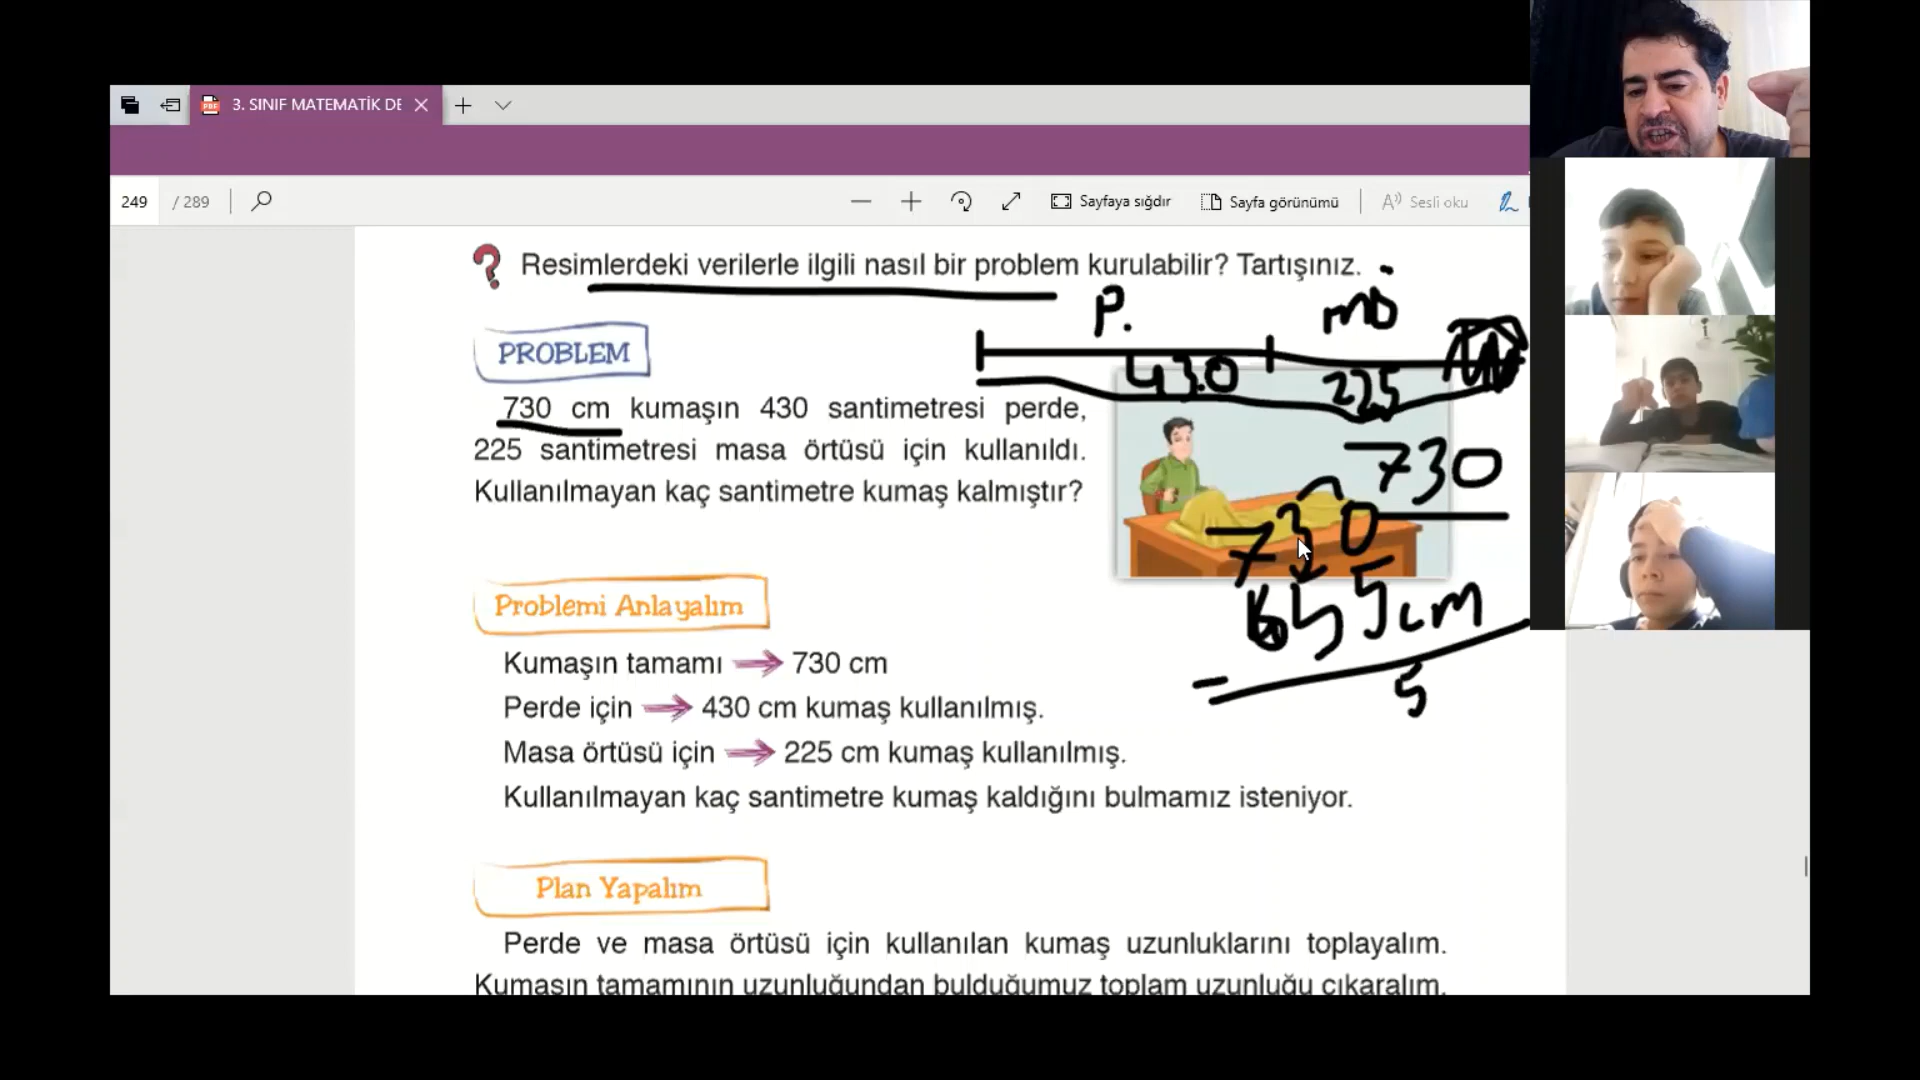 3. SINIF MATEMATİK DE
249 / 289
Sayfaya sığdır
Sayfa görünümü
Sesli oku
Resimlerdeki verilerle ilgili nasıl bir problem kurulabilir? Tartışınız.
P.
mö
430
225
PROBLEM
730 cm kumaşın 430 santimetresi perde,
225 santimetresi masa örtüsü için kullanıldı.
Kullanılmayan kaç santimetre kumaş kalmıştır?
730
730
655 cm
5
Problemi Anlayalım
Kumaşın tamamı → 730 cm
Perde için → 430 cm kumaş kullanılmış.
Masa örtüsü için → 225 cm kumaş kullanılmış.
Kullanılmayan kaç santimetre kumaş kaldığını bulmamız isteniyor.
Plan Yapalım
Perde ve masa örtüsü için kullanılan kumaş uzunluklarını toplayalım.
Kumaşın tamamının uzunluğundan bulduğumuz toplam uzunluğu çıkaralım.